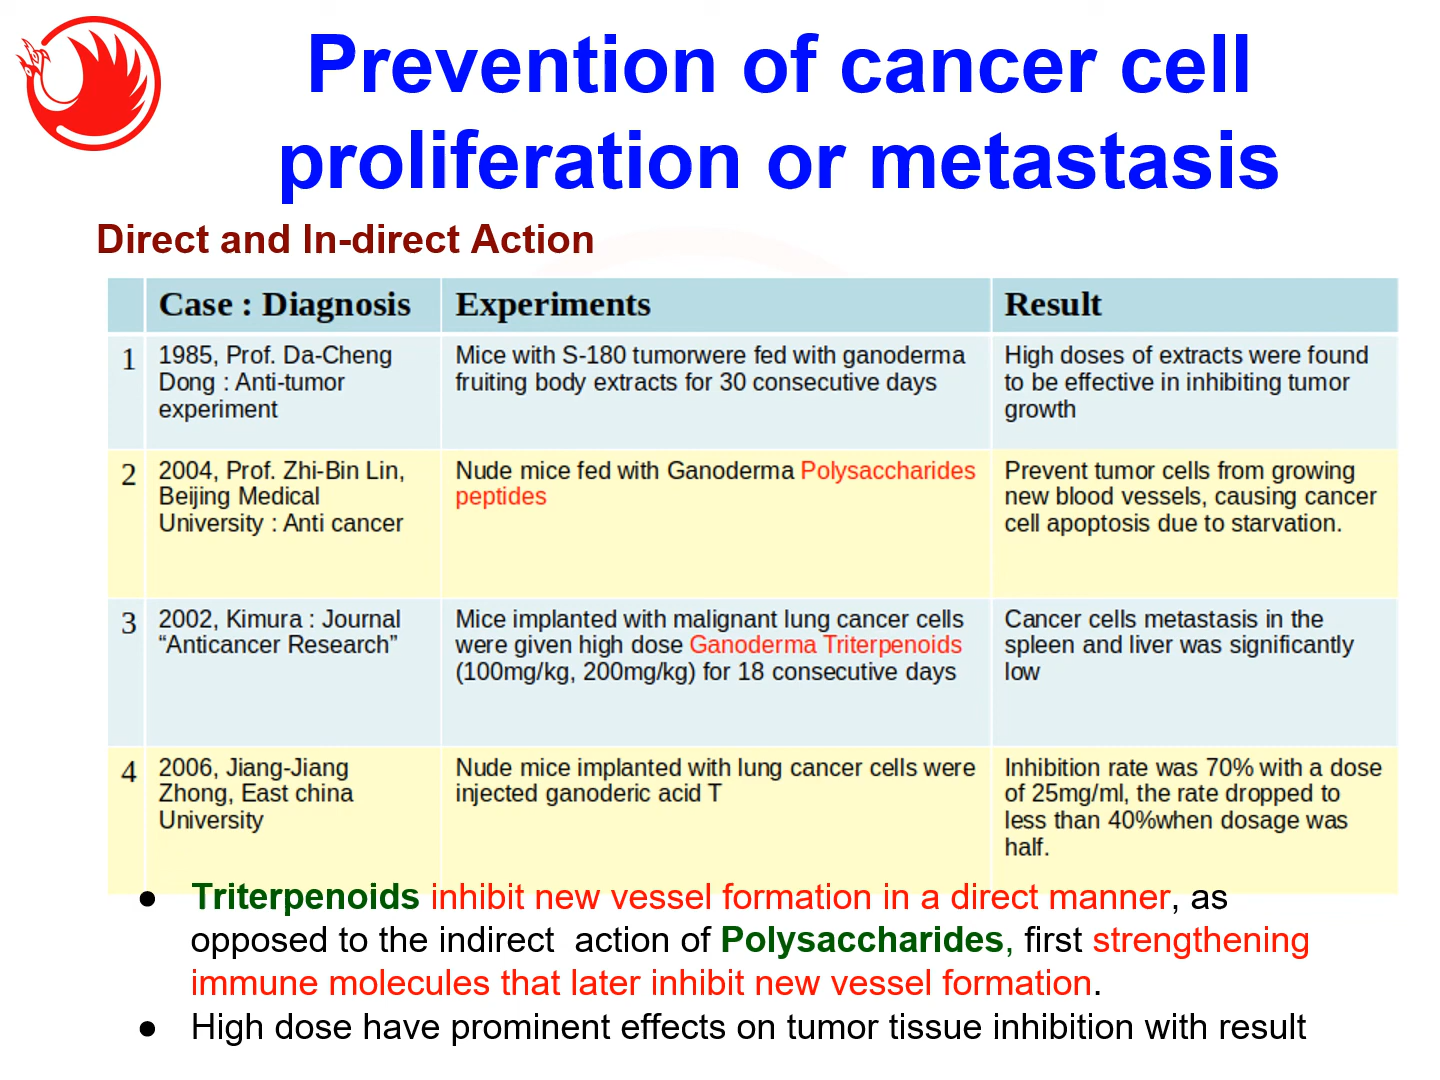 Prevention of cancer cell
proliferation or metastasis
Direct and In-direct Action
Case : Diagnosis
Experiments
Result
1
1985, Prof. Da-Cheng
Dong : Anti-tumor
experiment
Mice with S-180 tumorwere fed with ganoderma
fruiting body extracts for 30 consecutive days
High doses of extracts were found
to be effective in inhibiting tumor
growth
2
2004, Prof. Zhi-Bin Lin,
Beijing Medical
University : Anti cancer
Nude mice fed with Ganoderma Polysaccharides
peptides
Prevent tumor cells from growing
new blood vessels, causing cancer
cell apoptosis due to starvation.
3
2002, Kimura : Journal
“Anticancer Research”
Mice implanted with malignant lung cancer cells
were given high dose Ganoderma Triterpenoids
(100mg/kg, 200mg/kg) for 18 consecutive days
Cancer cells metastasis in the
spleen and liver was significantly
low
4
2006, Jiang-Jiang
Zhong, East china
University
Nude mice implanted with lung cancer cells were
injected ganoderic acid T
Inhibition rate was 70% with a dose
of 25mg/ml, the rate dropped to
less than 40%when dosage was
half.
● Triterpenoids inhibit new vessel formation in a direct manner, as
opposed to the indirect action of Polysaccharides, first strengthening
immune molecules that later inhibit new vessel formation.
● High dose have prominent effects on tumor tissue inhibition with result